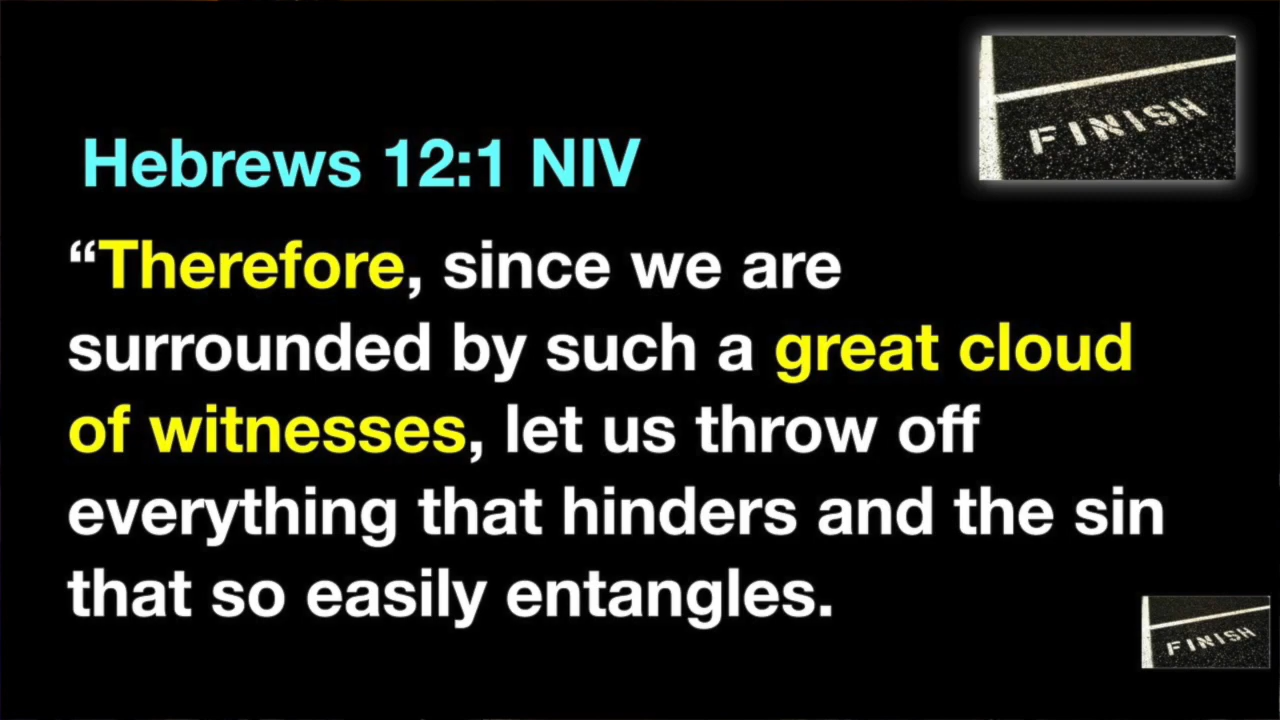 FINISH
Hebrews 12:1 NIV
“Therefore, since we are
surrounded by such a great cloud
of witnesses, let us throw off
everything that hinders and the sin
that so easily entangles.
FINISH